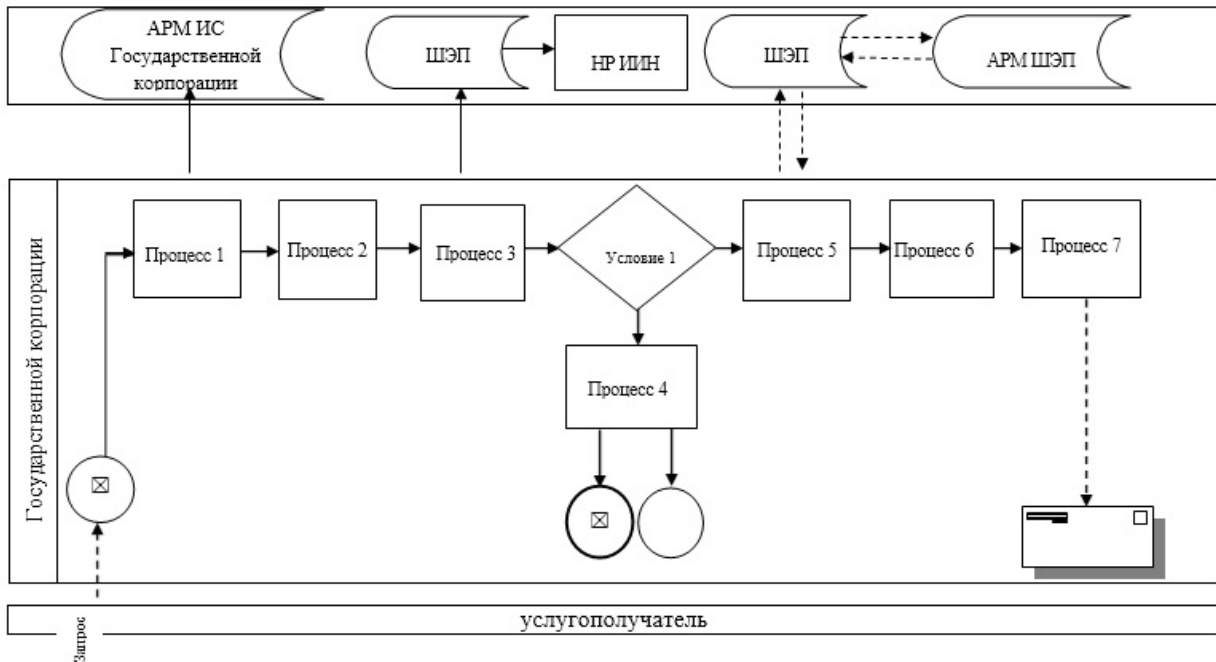 АРМ ИС
Государственной
корпорации
ШЭП
НР ИИН
ШЭП
АРМ ШЭП
Государственной корпорации
Процесс 1
Процесс 2
Процесс 3
Условие 1
Процесс 5
Процесс 6
Процесс 7
Процесс 4
услугополучатель
Запрос